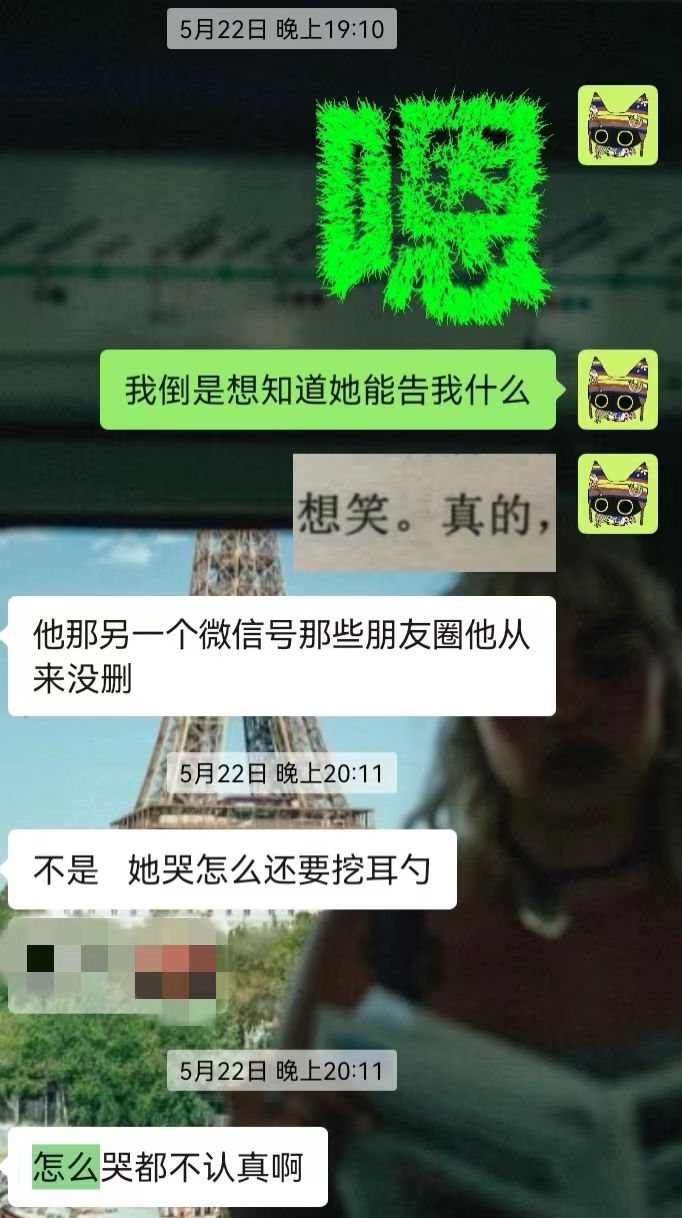 5月22日 晚上19:10
嗯
我倒是想知道她能告我什么
想笑。真的，
他那另一个微信号那些朋友圈他从
来没删
5月22日 晚上20:11
不是 她哭怎么还要挖耳勺
5月22日 晚上20:11
怎么哭都不认真啊